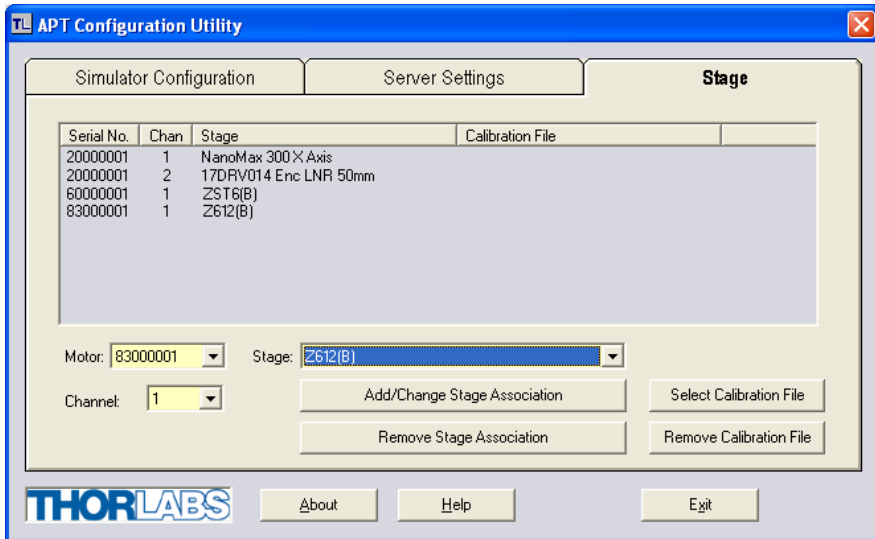 TL APT Configuration Utility
Simulator Configuration Server Settings Stage
Serial No. Chan Stage Calibration File
20000001 1 NanoMax 300 X Axis
20000001 2 17DRV014 Enc LNR 50mm
60000001 1 ZST6(B)
83000001 1 Z612(B)
Motor: 83000001 Stage: Z612(B)
Channel: 1 Add/Change Stage Association Select Calibration File
Remove Stage Association Remove Calibration File
THORLABS About Help Exit